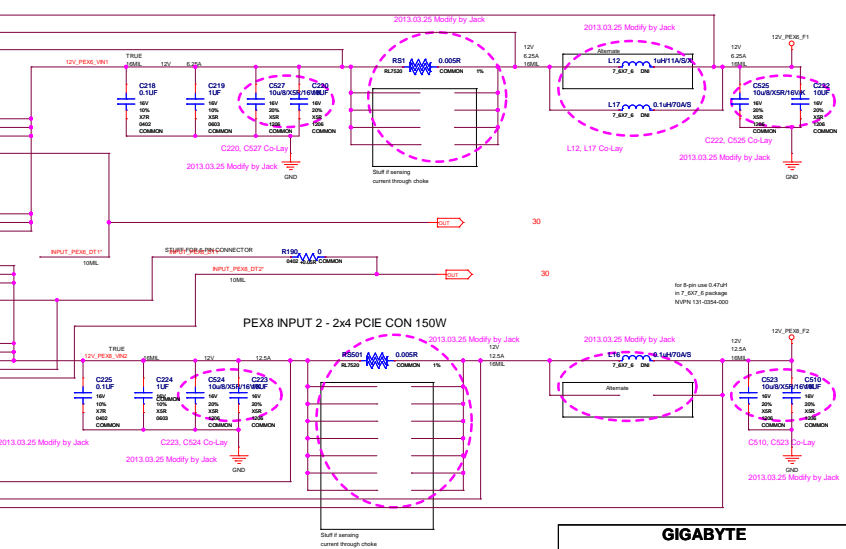 2013.03.25 Modify by Jack
2013.03.25 Modify by Jack
12V_PEX6_F1
12V_PEX6_VIN1
TRUE
16MIL
12V
6.25A
RS1
0.005R
RL7520
COMMON
1%
12V
6.25A
16MIL
Alternate
L12
1uH/11A/S/X
7_6X7_6
DNI
L17
0.1uH/70A/S
7_6X7_6
DNI
12V
6.25A
16MIL
C218
0.1UF
16V
10%
X7R
0402
COMMON
C219
1UF
16V
20%
X5R
0603
COMMON
C527
10u/8/X5R/16V/K
16V
20%
X5R
1206
COMMON
C220
16V
20%
X5R
1206
COMMON
C525
10u/8/X5R/16V/K
16V
20%
X5R
1206
COMMON
C222
10UF
16V
20%
X5R
1206
COMMON
C220, C527 Co-Lay
2013.03.25 Modify by Jack
GND
Stuff if sensing
current through choke
L12, L17 Co-Lay
C222, C525 Co-Lay
2013.03.25 Modify by Jack
GND
OUT
30
INPUT_PEX6_DT1*
10MIL
STUFF FOR 6-PIN CONNECTOR
R190
0
0402
COMMON
INPUT_PEX8_DT2*
10MIL
OUT
30
for 8-pin use 0.47uH
in 7_6X7_6 package
NVPN 131-0354-000
PEX8 INPUT 2 - 2x4 PCIE CON 150W
2013.03.25 Modify by Jack
2013.03.25 Modify by Jack
12V_PEX8_F2
12V_PEX8_VIN2
TRUE
16MIL
12V
12.5A
RS501
0.005R
RL7520
COMMON
1%
12V
12.5A
16MIL
L16
0.1uH/70A/S
7_6X7_6
DNI
Alternate
12V
12.5A
16MIL
C225
0.1UF
16V
10%
X7R
0402
COMMON
C224
1UF
16V
COMMON
10%
X5R
0603
C524
10u/8/X5R/16V/K
16V
20%
X5R
1206
COMMON
C223
16V
20%
X5R
1206
COMMON
C523
10u/8/X5R/16V/K
16V
20%
X5R
1206
COMMON
C510
16V
20%
X5R
1206
COMMON
2013.03.25 Modify by Jack
C223, C524 Co-Lay
2013.03.25 Modify by Jack
GND
C510, C523 Co-Lay
GND
2013.03.25 Modify by Jack
Stuff if sensing
current through choke
GIGABYTE